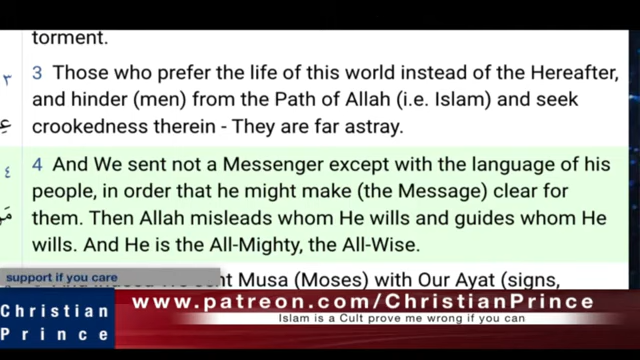 torment.
3 Those who prefer the life of this world instead of the Hereafter,
٣
and hinder (men) from the Path of Allah (i.e. Islam) and seek
crookedness therein - They are far astray.
4 And We sent not a Messenger except with the language of his
٤
people, in order that he might make (the Message) clear for
them. Then Allah misleads whom He wills and guides whom He
wills. And He is the All-Mighty, the All-Wise.
support if you care
sent Musa (Moses) with Our Ayat (signs,
Christian
Prince
www.patreon.com/ChristianPrince
Islam is a Cult prove me wrong if you can